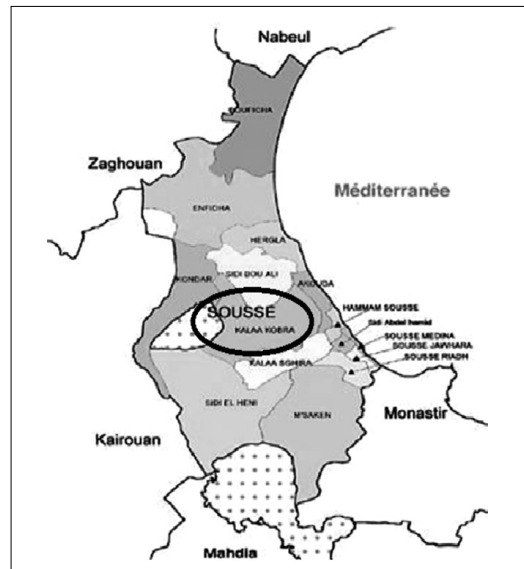 Nabeul
BOUFICHA
Zaghouan
Méditerranée
ENFICHA
HERGLA
KONDAR
SIDI BOU ALI
AKOUDA
HAMMAM SOUSSE
SOUSSE
Sidi Abdel hamid
KALAA KOBRA
SOUSSE MEDINA
SOUSSE JAWHARA
KALAA SGHIRA
SOUSSE RIADH
SIDI EL HENI
M'SAKEN
Monastir
Kairouan
Mahdia